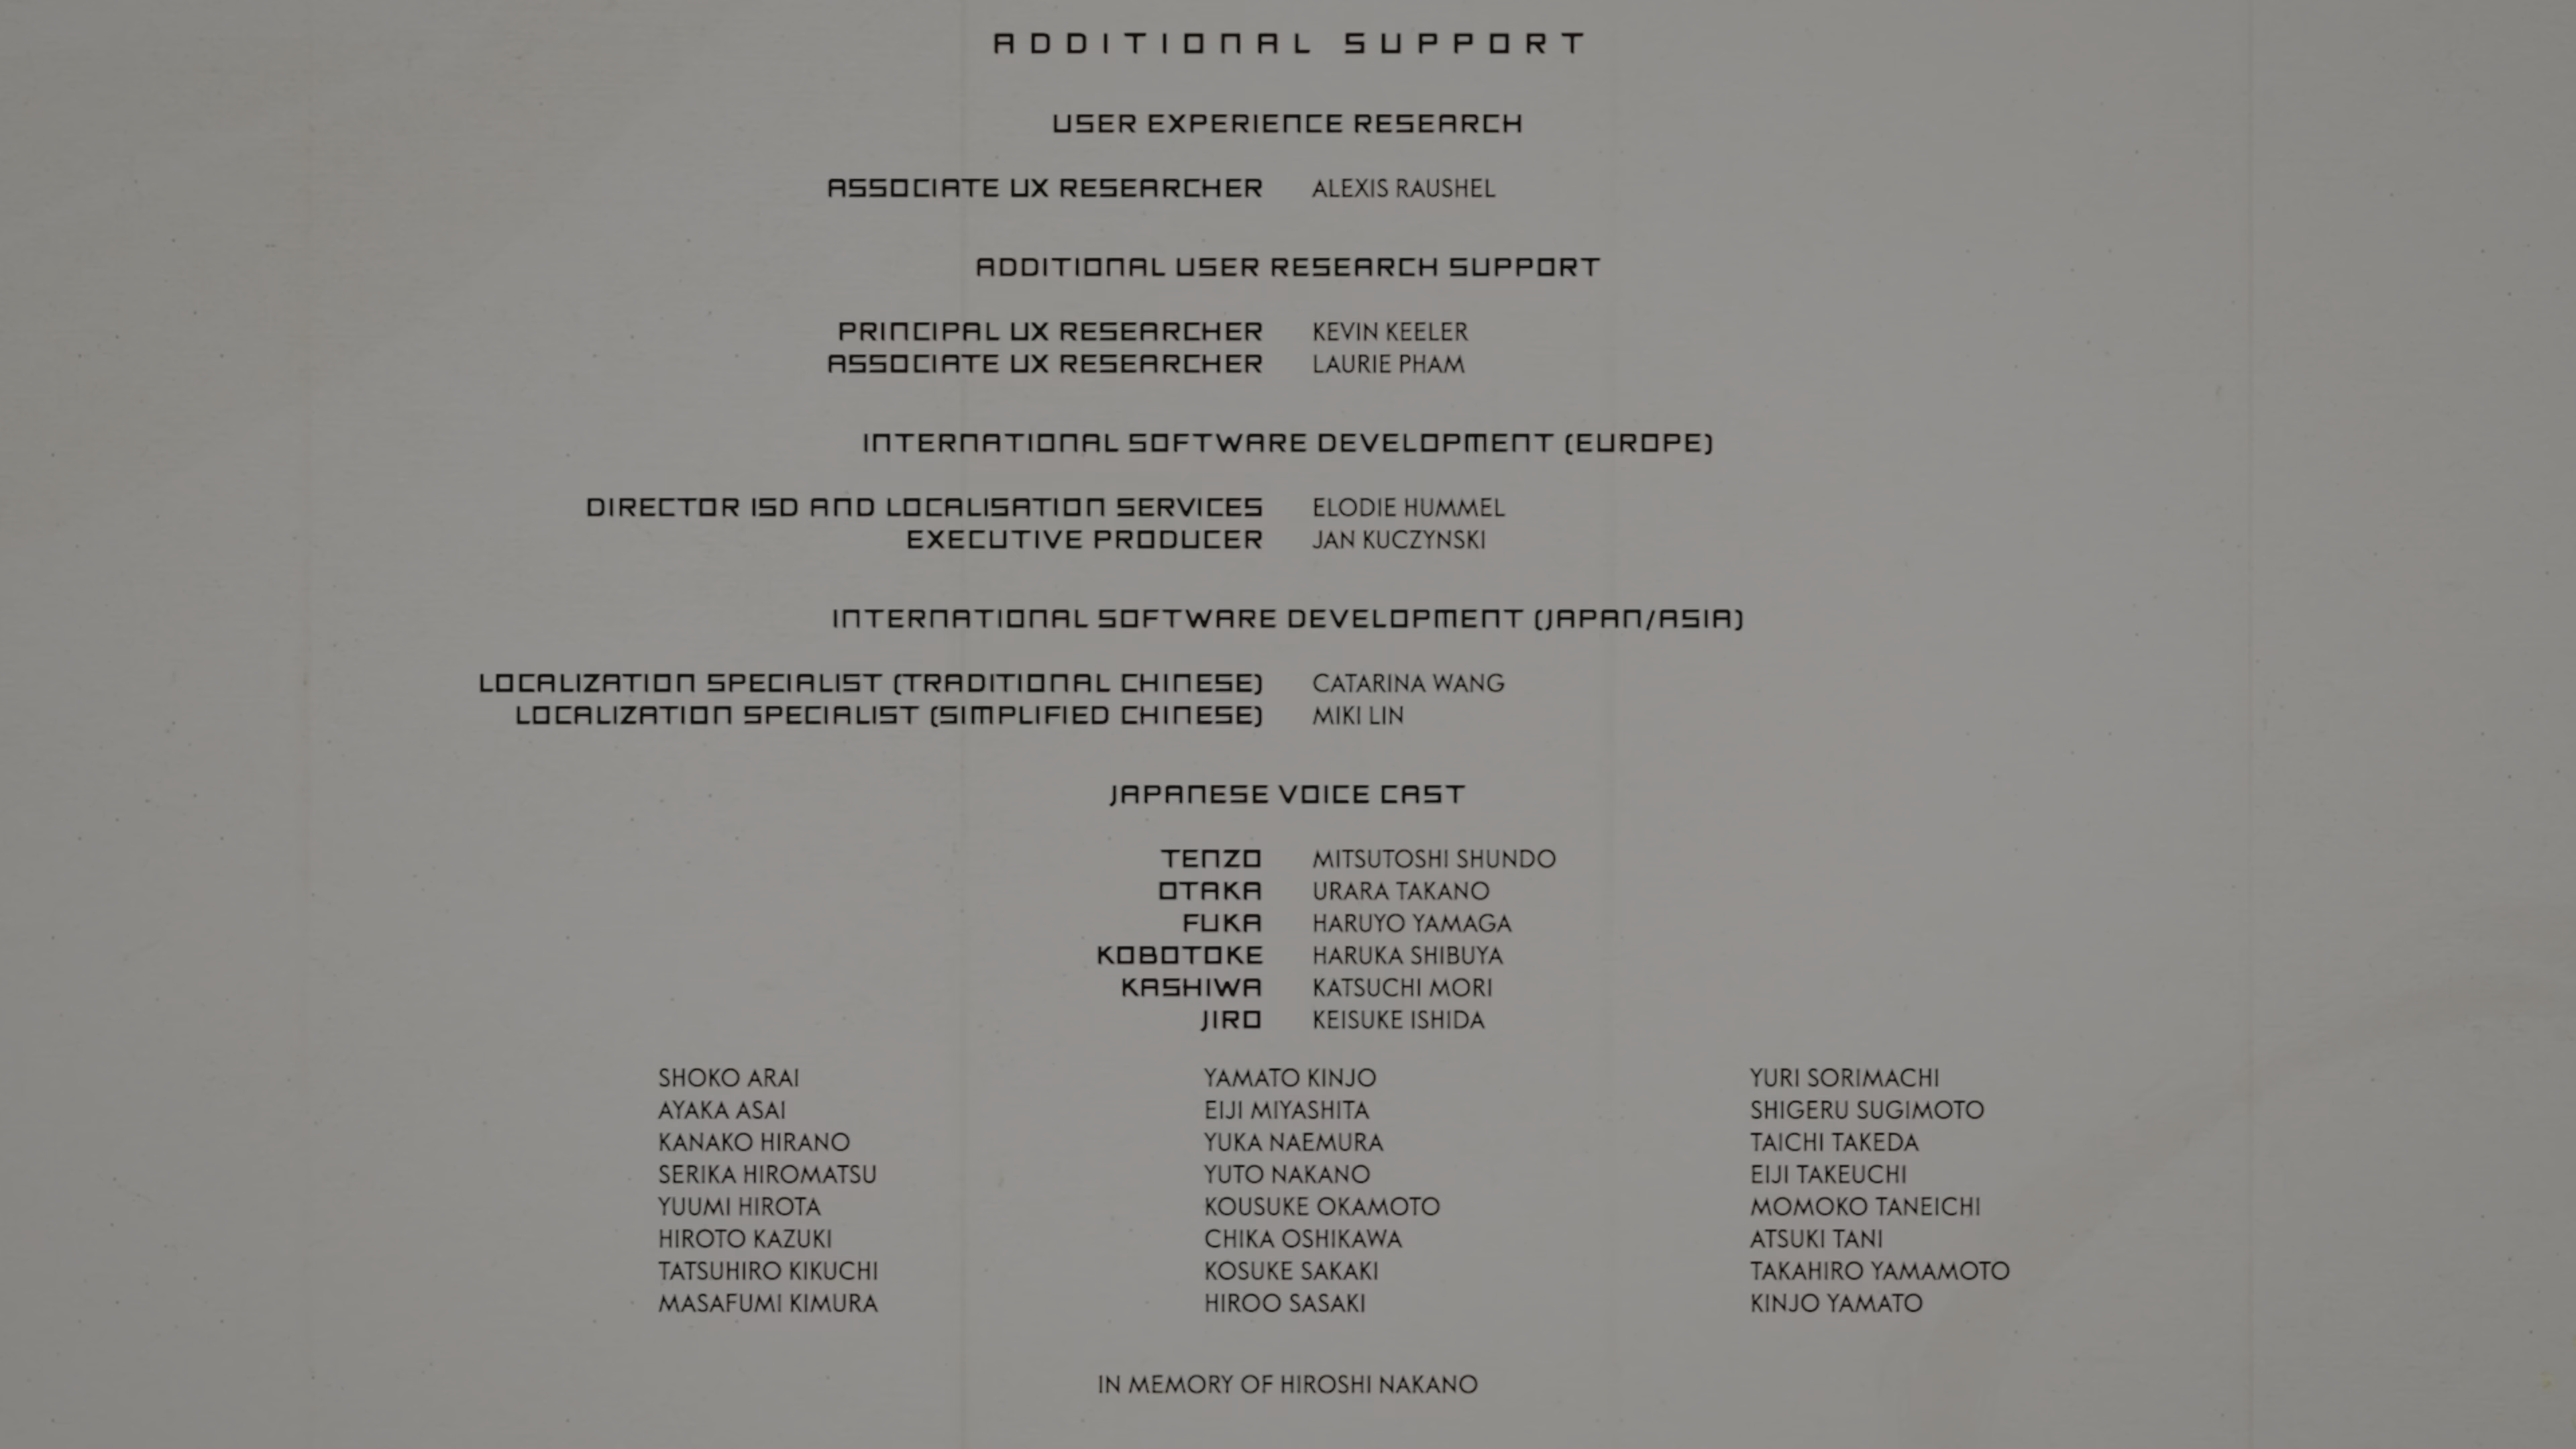 ADDITIONAL SUPPORT
USER EXPERIENCE RESEARCH
ASSOCIATE UX RESEARCHER ALEXIS RAUSHEL
ADDITIONAL USER RESEARCH SUPPORT
PRINCIPAL UX RESEARCHER KEVIN KEELER
ASSOCIATE UX RESEARCHER LAURIE PHAM
INTERNATIONAL SOFTWARE DEVELOPMENT (EUROPE)
DIRECTOR ISD AND LOCALISATION SERVICES ELODIE HUMMEL
EXECUTIVE PRODUCER JAN KUCZYNSKI
INTERNATIONAL SOFTWARE DEVELOPMENT (JAPAN/ASIA)
LOCALIZATION SPECIALIST (TRADITIONAL CHINESE) CATARINA WANG
LOCALIZATION SPECIALIST (SIMPLIFIED CHINESE) MIKI LIN
JAPANESE VOICE CAST
TENZO MITSUTOSHI SHUNDO
OTAKA URARA TAKANO
FUKA HARUYO YAMAGA
KOBOTOKE HARUKA SHIBUYA
KASHIWA KATSUCHI MORI
JIRO KEISUKE ISHIDA
SHOKO ARAI YAMATO KINJO YURI SORIMACHI
AYAKA ASAI EIJI MIYASHITA SHIGERU SUGIMOTO
KANAKO HIRANO YUKA NAEMURA TAICHI TAKEDA
SERIKA HIROMATSU YUTO NAKANO EIJI TAKEUCHI
YUUMI HIROTA KOUSUKE OKAMOTO MOMOKO TANEICHI
HIROTO KAZUKI CHIKA OSHIKAWA ATSUKI TANI
TATSUHIRO KIKUCHI KOSUKE SAKAKI TAKAHIRO YAMAMOTO
MASAFUMI KIMURA HIROO SASAKI KINJO YAMATO
IN MEMORY OF HIROSHI NAKANO